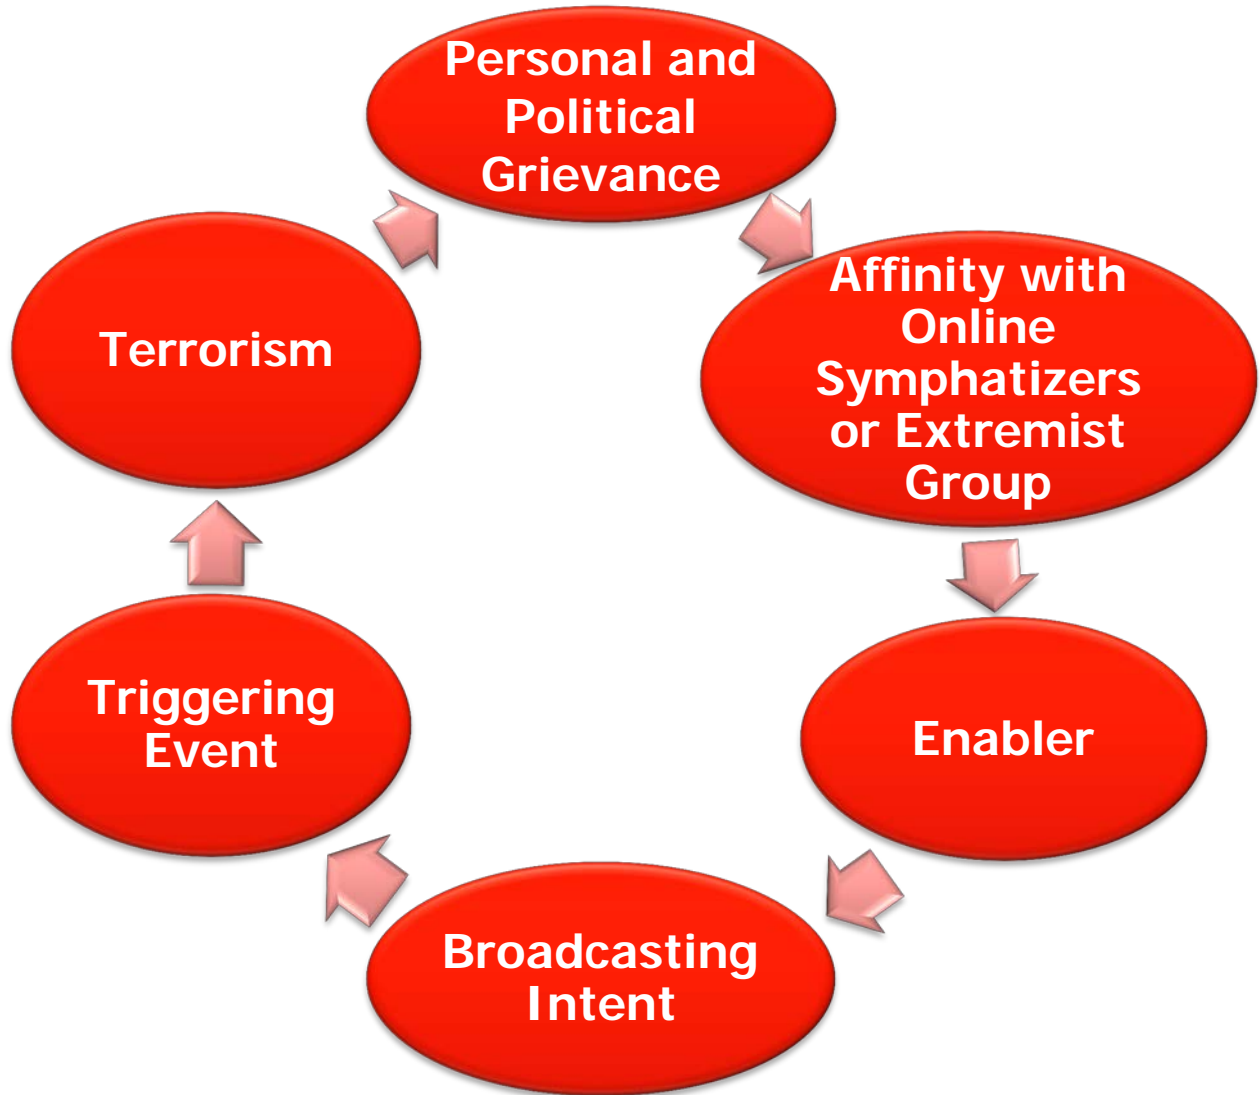 Personal and
Political
Grievance
Affinity with
Online
Symphatizers
or Extremist
Group
Enabler
Broadcasting
Intent
Triggering
Event
Terrorism